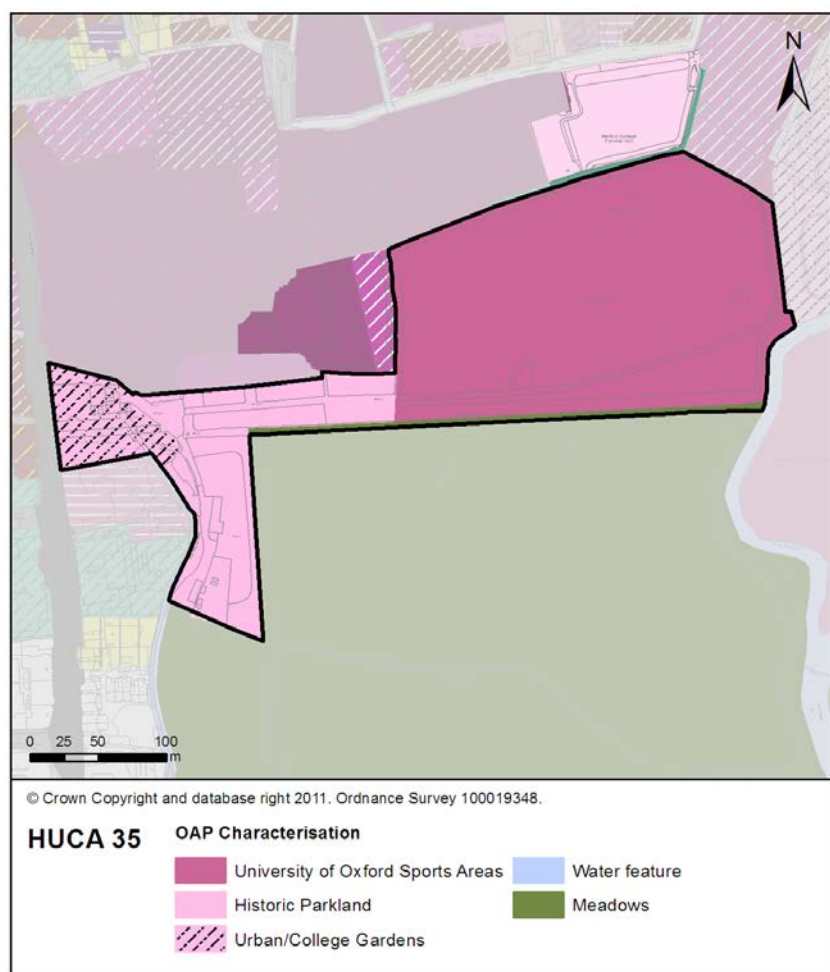 N
0 25 50 100
m
© Crown Copyright and database right 2011. Ordnance Survey 100019348.
HUCA 35
OAP Characterisation
University of Oxford Sports Areas
Historic Parkland
Urban/College Gardens
Water feature
Meadows